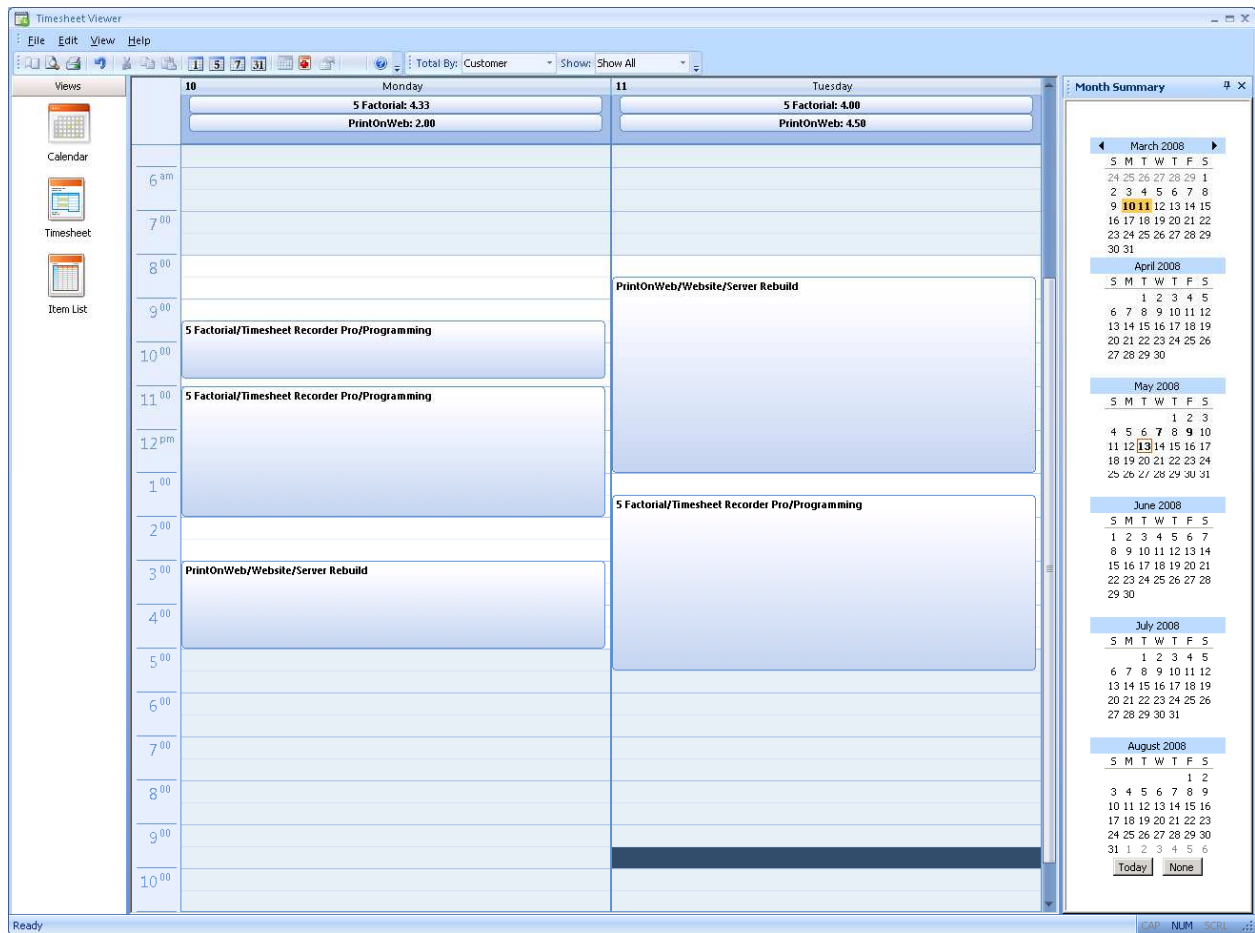 Timesheet Viewer
File Edit View Help
1 5 7 31 Total By: Customer Show: Show All
Views
Calendar
Timesheet
Item List
10 Monday 11 Tuesday
5 Factorial: 4.33 5 Factorial: 4.00
PrintOnWeb: 2.00 PrintOnWeb: 4.50
6 am
7 00
8 00
9 00
10 00
11 00
12 pm
1 00
2 00
3 00
4 00
5 00
6 00
7 00
8 00
9 00
10 00
5 Factorial/Timesheet Recorder Pro/Programming
5 Factorial/Timesheet Recorder Pro/Programming
PrintOnWeb/Website/Server Rebuild
PrintOnWeb/Website/Server Rebuild
5 Factorial/Timesheet Recorder Pro/Programming
Month Summary
March 2008
S M T W T F S
24 25 26 27 28 29 1
2 3 4 5 6 7 8
9 10 11 12 13 14 15
16 17 18 19 20 21 22
23 24 25 26 27 28 29
30 31
April 2008
S M T W T F S
1 2 3 4 5
6 7 8 9 10 11 12
13 14 15 16 17 18 19
20 21 22 23 24 25 26
27 28 29 30
May 2008
S M T W T F S
1 2 3
4 5 6 7 8 9 10
11 12 13 14 15 16 17
18 19 20 21 22 23 24
25 26 27 28 29 30 31
June 2008
S M T W T F S
1 2 3 4 5 6 7
8 9 10 11 12 13 14
15 16 17 18 19 20 21
22 23 24 25 26 27 28
29 30
July 2008
S M T W T F S
1 2 3 4 5
6 7 8 9 10 11 12
13 14 15 16 17 18 19
20 21 22 23 24 25 26
27 28 29 30 31
August 2008
S M T W T F S
1 2
3 4 5 6 7 8 9
10 11 12 13 14 15 16
17 18 19 20 21 22 23
24 25 26 27 28 29 30
31 1 2 3 4 5 6
Today None
Ready CAP NUM SCRL